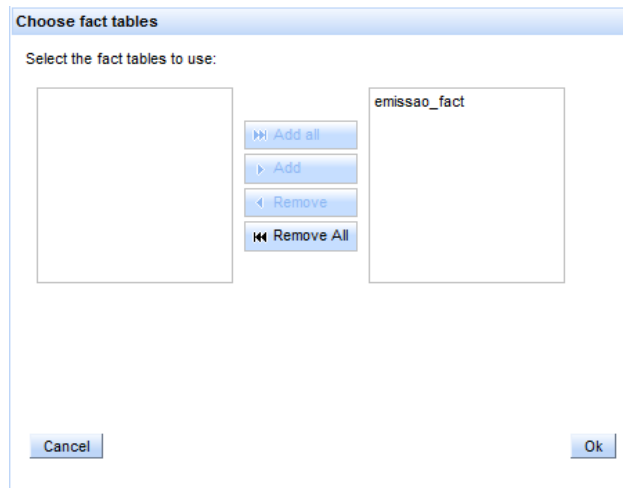 Choose fact tables
Select the fact tables to use:
emissao_fact
Add all
Add
Remove
Remove All
Cancel
Ok